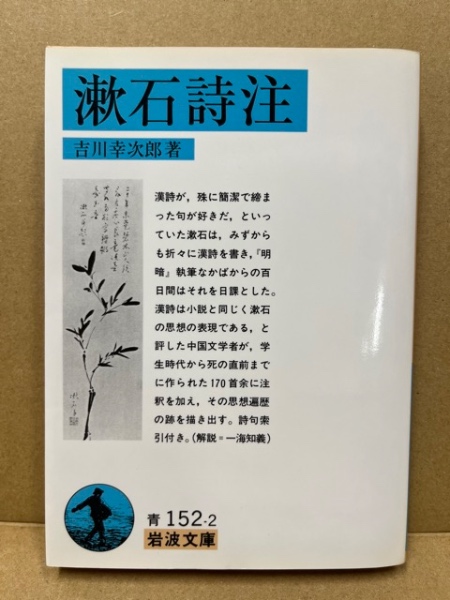 漱石詩注
吉川幸次郎著
漢詩が，殊に簡潔で締ま
った句が好きだ，といっ
ていた漱石は，みずから
も折々に漢詩を書き，『明
暗』執筆なかばからの百
日間はそれを日課とした。
漢詩は小説と同じく漱石
の思想の表現である，と
評した中国文学者が，学
生時代から死の直前まで
に作られた170首余に注
釈を加え，その思想遍歴
の跡を描き出す。詩句索
引付き。(解説＝一海知義)
青 152-2
岩波文庫